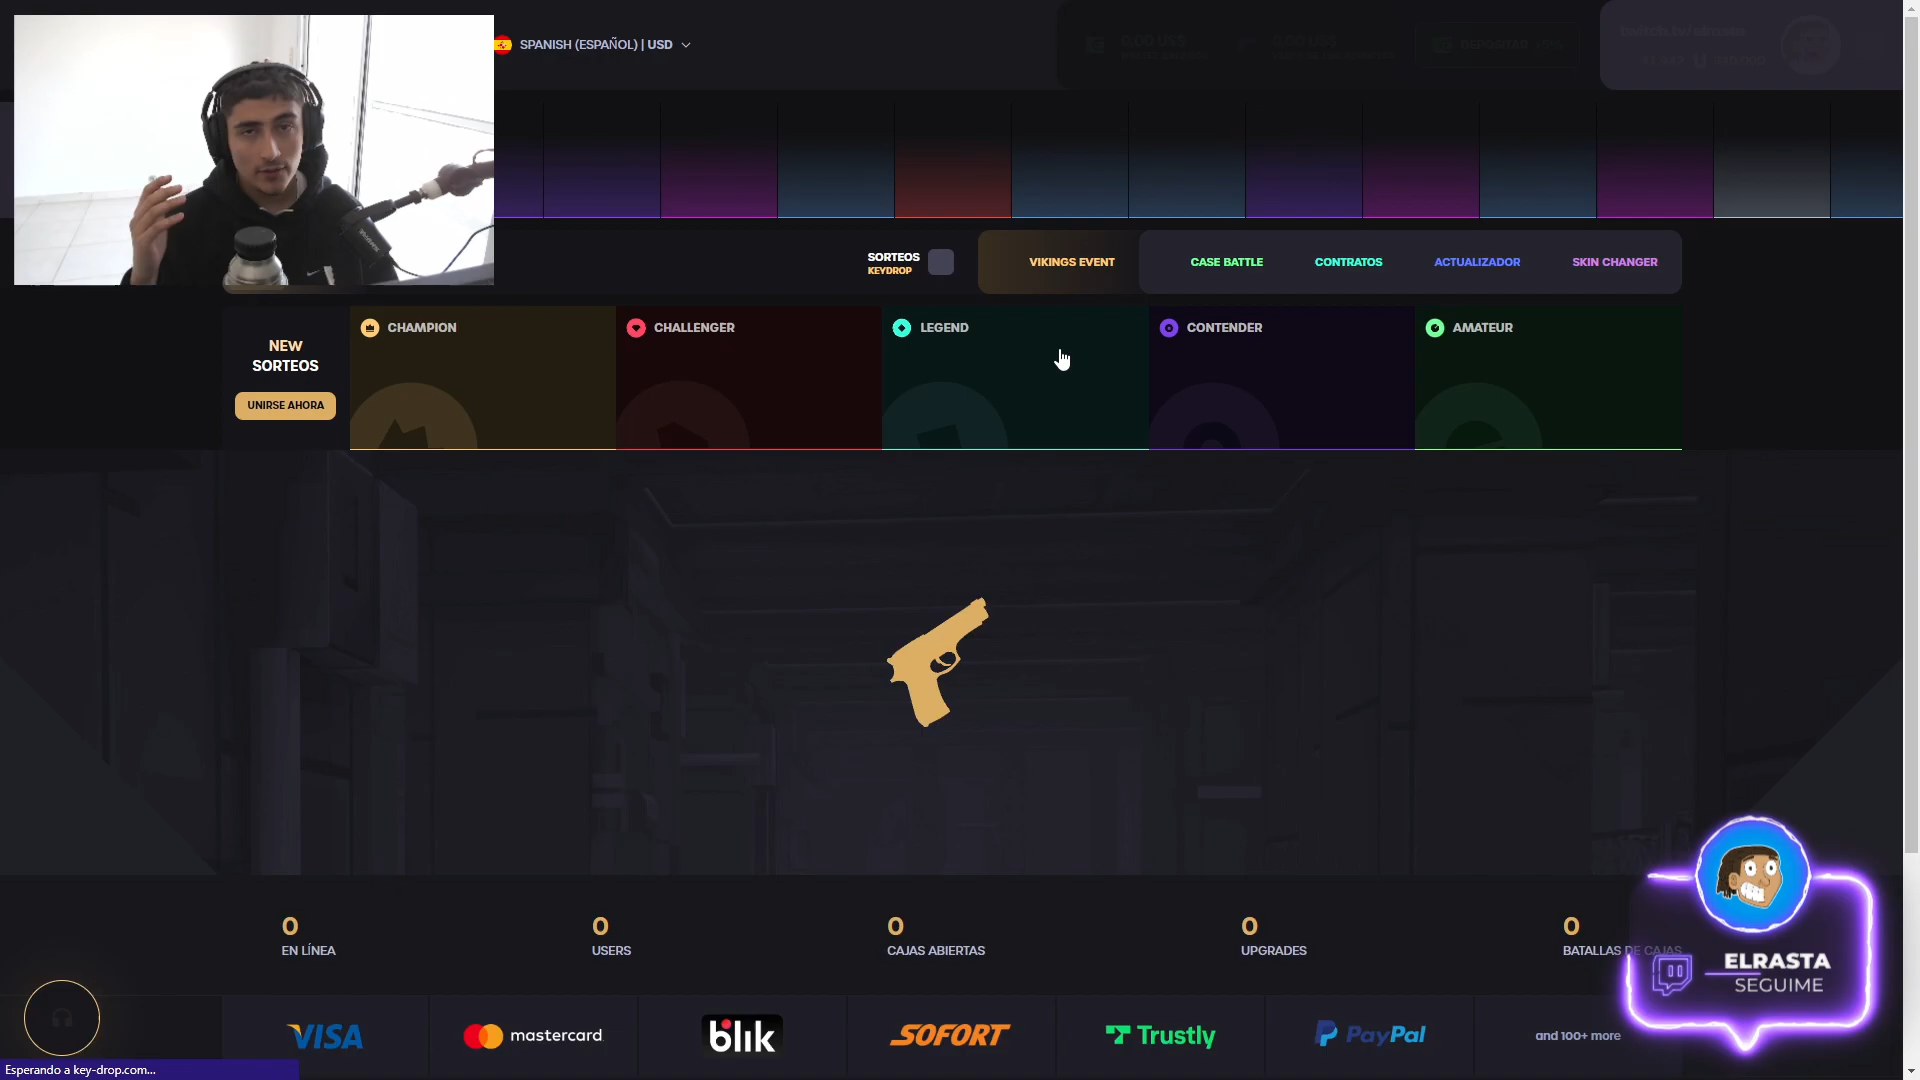 SPANISH (ESPAÑOL) | USD
SORTEOS
KEYDROP
VIKINGS EVENT
CASE BATTLE
CONTRATOS
ACTUALIZADOR
SKIN CHANGER
NEW
SORTEOS
UNIRSE AHORA
CHAMPION
CHALLENGER
LEGEND
CONTENDER
AMATEUR
0
EN LÍNEA
0
USERS
0
CAJAS ABIERTAS
0
UPGRADES
0
BATALLAS DE CAJAS
ELRASTA
SEGUIME
VISA
mastercard
blik
SOFORT
Trustly
PayPal
and 100+ more
Esperando a key-drop.com...